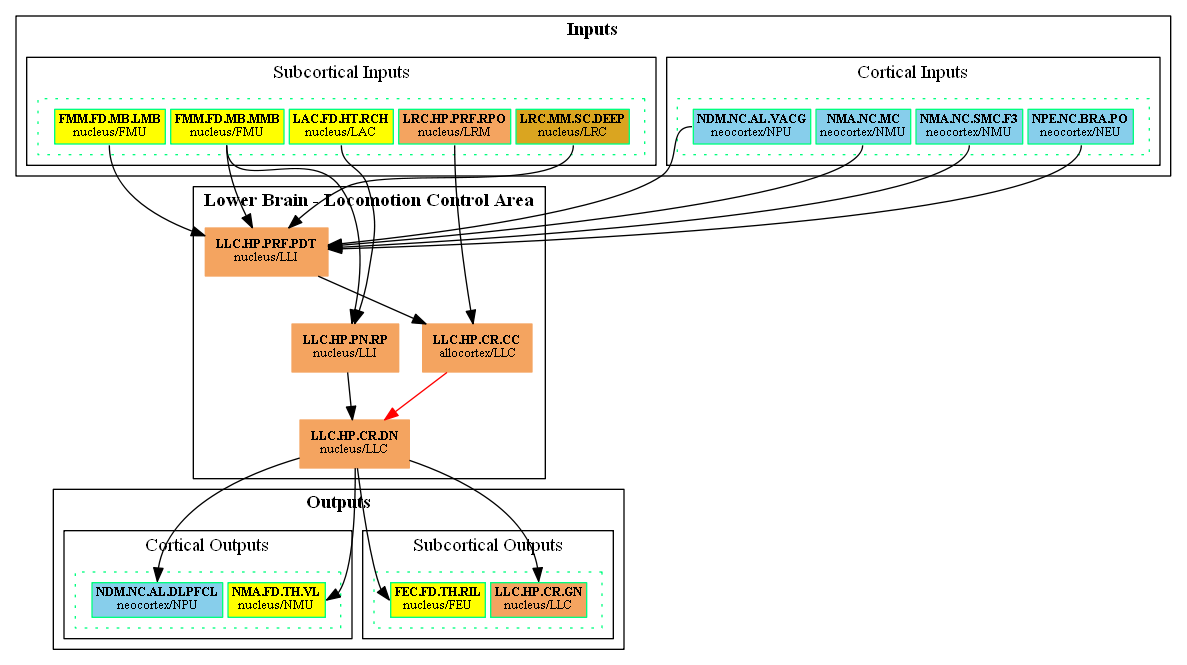 Inputs
Subcortical Inputs
Cortical Inputs
FMM.FD.MB.LMB
nucleus/FMU
FMM.FD.MB.MMB
nucleus/FMU
LAC.FD.HT.RCH
nucleus/LAC
LRC.HP.PRF.RPO
nucleus/LRM
LRC.MM.SC.DEEP
nucleus/LRC
NDM.NC.AL.VACG
neocortex/NPU
NMA.NC.MC
neocortex/NMU
NMA.NC.SMC.F3
neocortex/NMU
NPE.NC.BRA.PO
neocortex/NEU
Lower Brain - Locomotion Control Area
LLC.HP.PRF.PDT
nucleus/LLI
LLC.HP.PN.RP
nucleus/LLI
LLC.HP.CR.CC
allocortex/LLC
LLC.HP.CR.DN
nucleus/LLC
Outputs
Cortical Outputs
Subcortical Outputs
NDM.NC.AL.DLPFCL
neocortex/NPU
NMA.FD.TH.VL
nucleus/NMU
FEC.FD.TH.RIL
nucleus/FEU
LLC.HP.CR.GN
nucleus/LLC